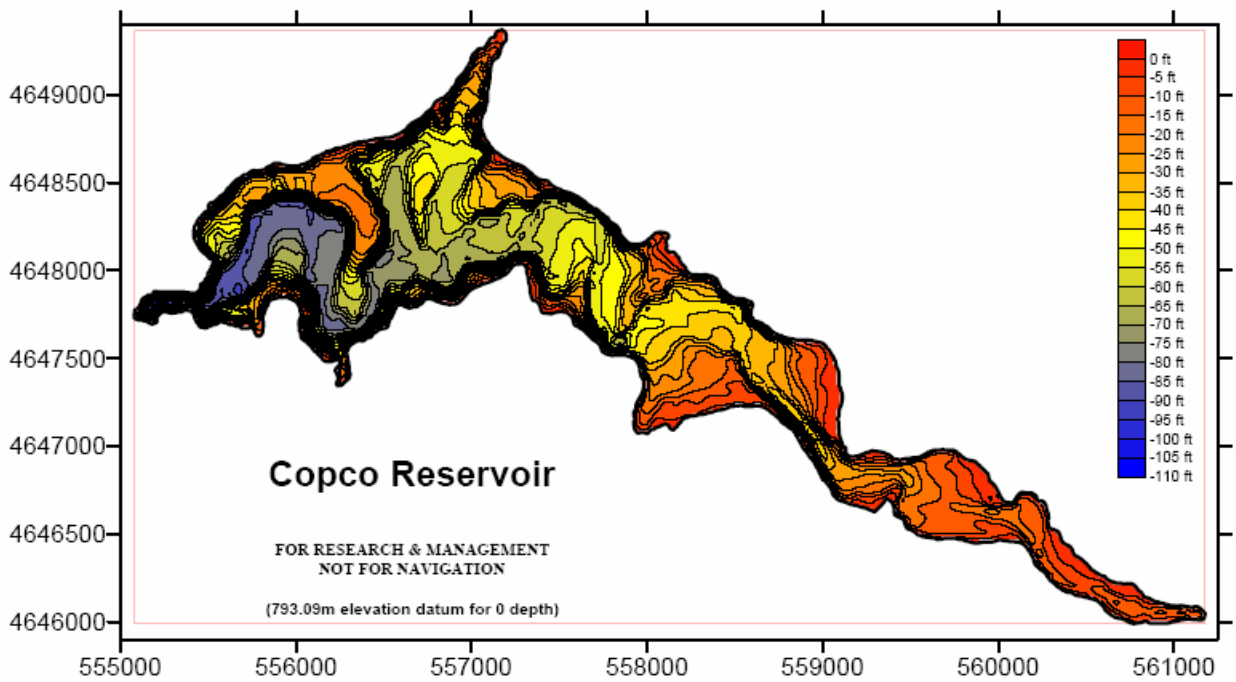 4649000
4648500
4648000
4647500
4647000
4646500
4646000
555000
556000
557000
558000
559000
560000
561000
0 ft
-5 ft
-10 ft
-15 ft
-20 ft
-25 ft
-30 ft
-35 ft
-40 ft
-45 ft
-50 ft
-55 ft
-60 ft
-65 ft
-70 ft
-75 ft
-80 ft
-85 ft
-90 ft
-95 ft
-100 ft
-105 ft
-110 ft
Copco Reservoir
FOR RESEARCH & MANAGEMENT
NOT FOR NAVIGATION
(793.09m elevation datum for 0 depth)